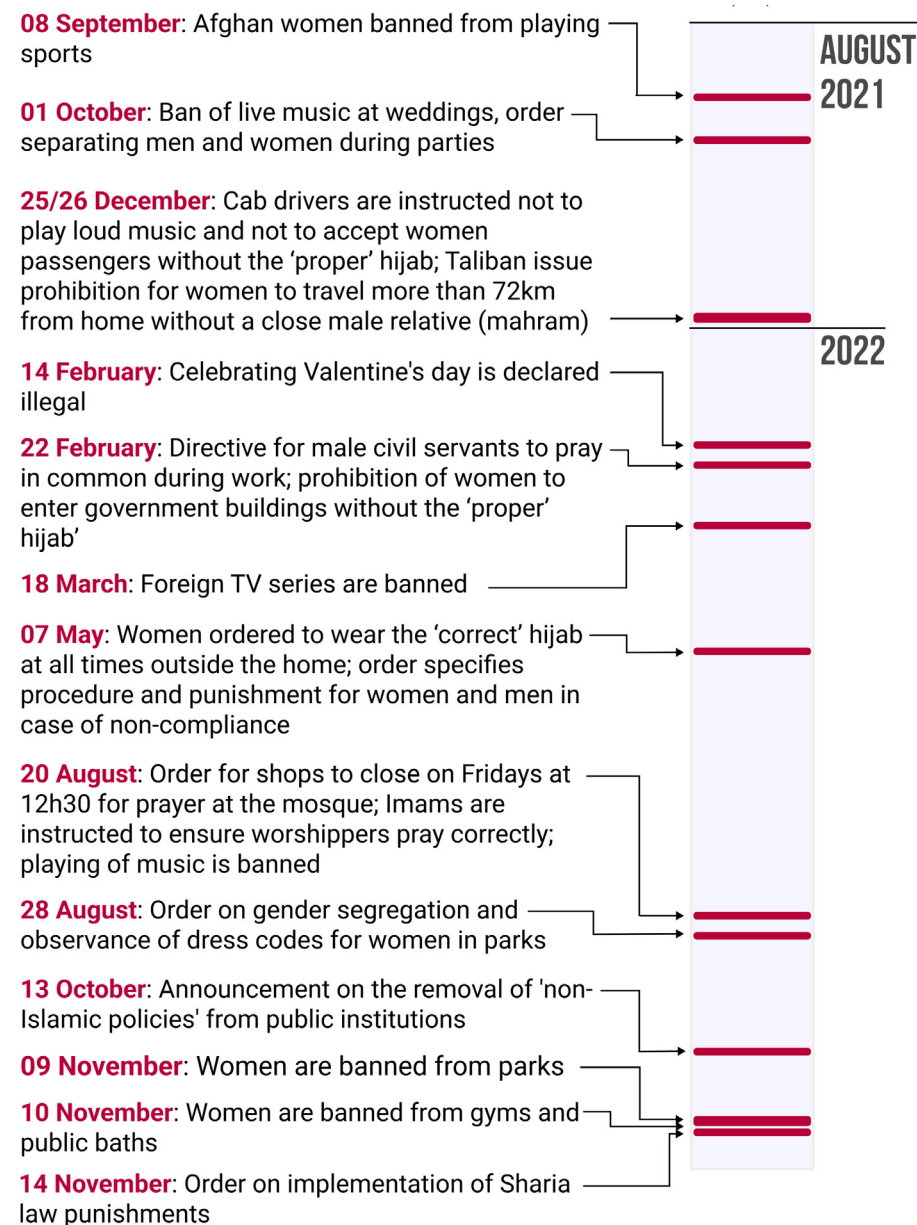 08 September: Afghan women banned from playing
sports
AUGUST
2021
01 October: Ban of live music at weddings, order
separating men and women during parties
25/26 December: Cab drivers are instructed not to
play loud music and not to accept women
passengers without the ‘proper’ hijab; Taliban issue
prohibition for women to travel more than 72km
from home without a close male relative (mahram)
2022
14 February: Celebrating Valentine's day is declared
illegal
22 February: Directive for male civil servants to pray
in common during work; prohibition of women to
enter government buildings without the ‘proper’
hijab’
18 March: Foreign TV series are banned
07 May: Women ordered to wear the ‘correct’ hijab
at all times outside the home; order specifies
procedure and punishment for women and men in
case of non-compliance
20 August: Order for shops to close on Fridays at
12h30 for prayer at the mosque; Imams are
instructed to ensure worshippers pray correctly;
playing of music is banned
28 August: Order on gender segregation and
observance of dress codes for women in parks
13 October: Announcement on the removal of 'non-
Islamic policies' from public institutions
09 November: Women are banned from parks
10 November: Women are banned from gyms and
public baths
14 November: Order on implementation of Sharia
law punishments